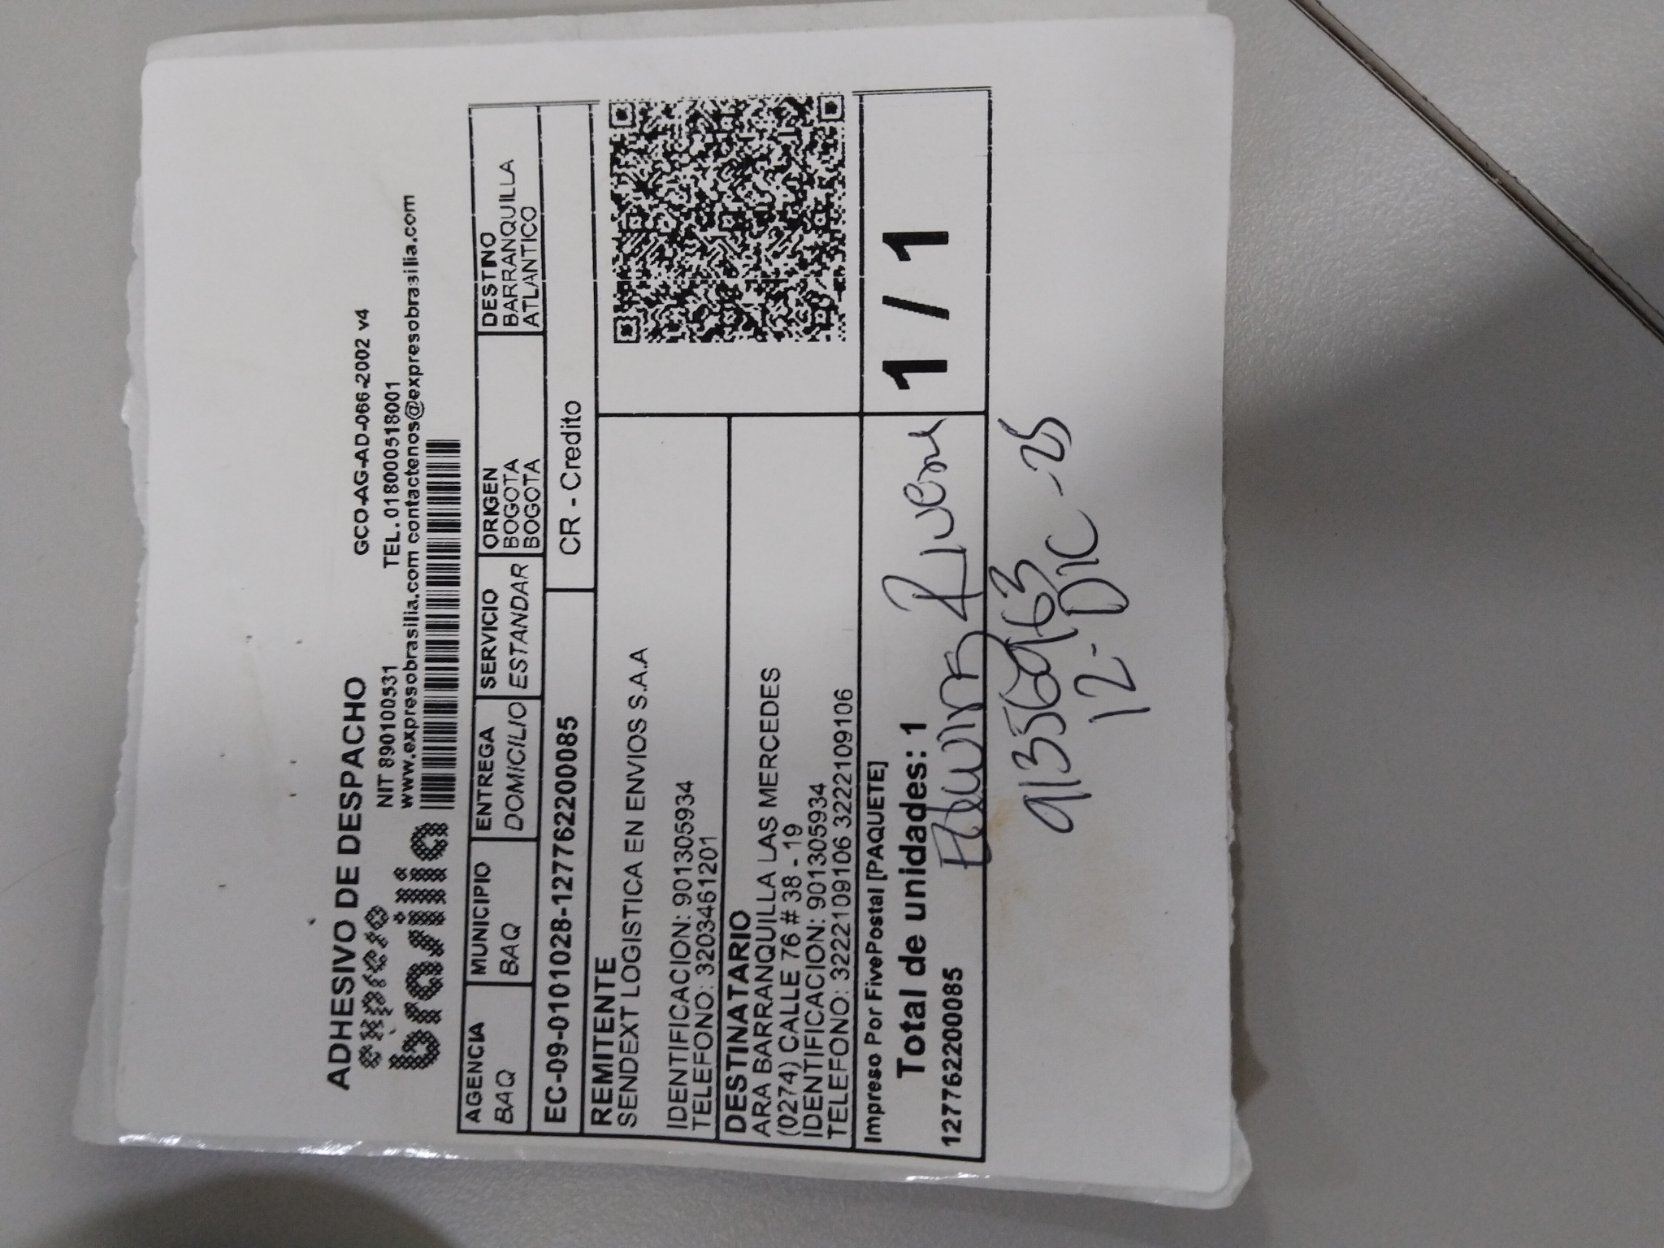 ADHESIVO DE DESPACHO GCO-AG-AD-066-2002 v4
expreso
brasilia
NIT 890100531 TEL. 018000518001
www.expresobrasilia.com contactenos@expresobrasilia.com
AGENCIA MUNICIPIO ENTREGA SERVICIO ORIGEN DESTINO
BAQ BAQ DOMICILIO ESTANDAR BOGOTA BARRANQUILLA
BOGOTA ATLANTICO
EC-09-0101028-1277622200085 CR - Credito
REMITENTE
SENDEXT LOGISTICA EN ENVIOS S.A.A
IDENTIFICACION: 901305934
TELEFONO: 3203461201
DESTINATARIO
ARA BARRANQUILLA LAS MERCEDES
(0274) CALLE 76 # 38 - 19
IDENTIFICACION: 901305934
TELEFONO: 3222109106 3222109106
Impreso Por FivePostal [PAQUETE]
Total de unidades: 1
1 / 1
127762200085
Edwin Rivera
913560963
12-DIC-25